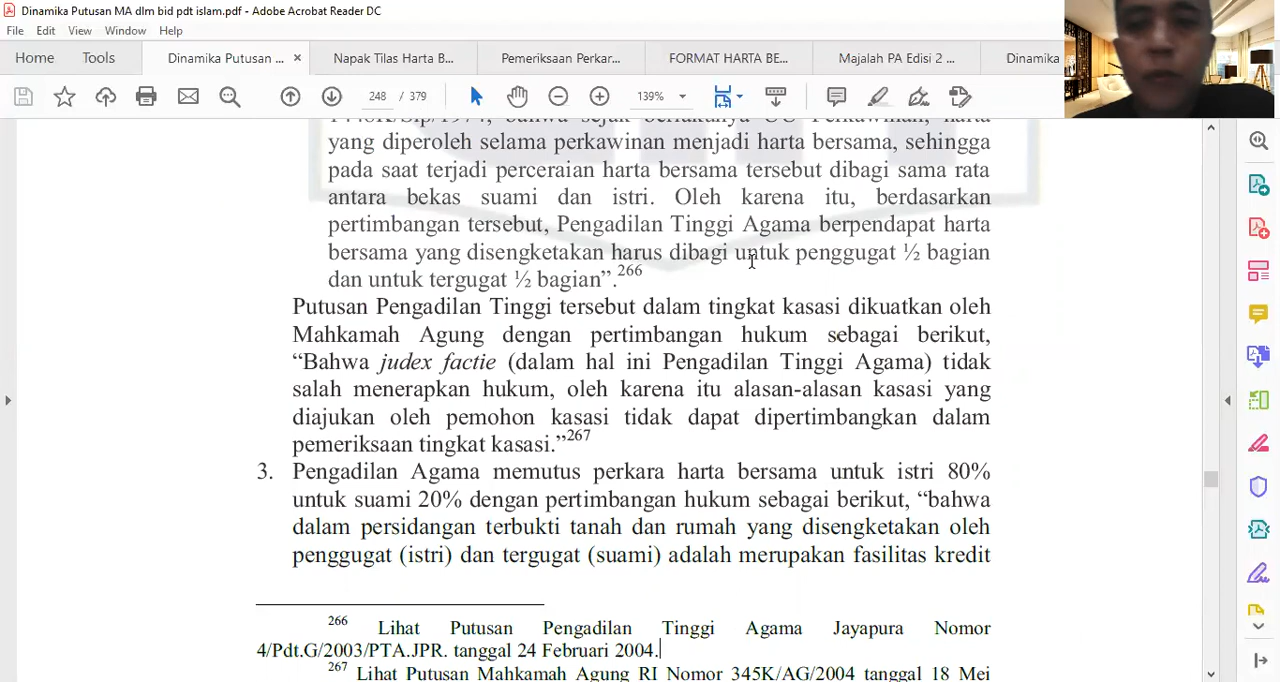 Dinamika Putusan MA dlm bid pdt islam.pdf - Adobe Acrobat Reader DC
File Edit View Window Help
Home Tools Dinamika Putusan ... × Napak Tilas Harta B... Pemeriksaan Perkar... FORMAT HARTA BE... Majalah PA Edisi 2 ... Dinamika
248 / 379 139%
yang diperoleh selama perkawinan menjadi harta bersama, sehingga
pada saat terjadi perceraian harta bersama tersebut dibagi sama rata
antara bekas suami dan istri. Oleh karena itu, berdasarkan
pertimbangan tersebut, Pengadilan Tinggi Agama berpendapat harta
bersama yang disengketakan harus dibagi untuk penggugat ½ bagian
dan untuk tergugat ½ bagian”.266
Putusan Pengadilan Tinggi tersebut dalam tingkat kasasi dikuatkan oleh
Mahkamah Agung dengan pertimbangan hukum sebagai berikut,
“Bahwa judex factie (dalam hal ini Pengadilan Tinggi Agama) tidak
salah menerapkan hukum, oleh karena itu alasan-alasan kasasi yang
diajukan oleh pemohon kasasi tidak dapat dipertimbangkan dalam
pemeriksaan tingkat kasasi.”267
3. Pengadilan Agama memutus perkara harta bersama untuk istri 80%
untuk suami 20% dengan pertimbangan hukum sebagai berikut, “bahwa
dalam persidangan terbukti tanah dan rumah yang disengketakan oleh
penggugat (istri) dan tergugat (suami) adalah merupakan fasilitas kredit
266 Lihat Putusan Pengadilan Tinggi Agama Jayapura Nomor
4/Pdt.G/2003/PTA.JPR. tanggal 24 Februari 2004.
267 Lihat Putusan Mahkamah Agung RI Nomor 345K/AG/2004 tanggal 18 Mei